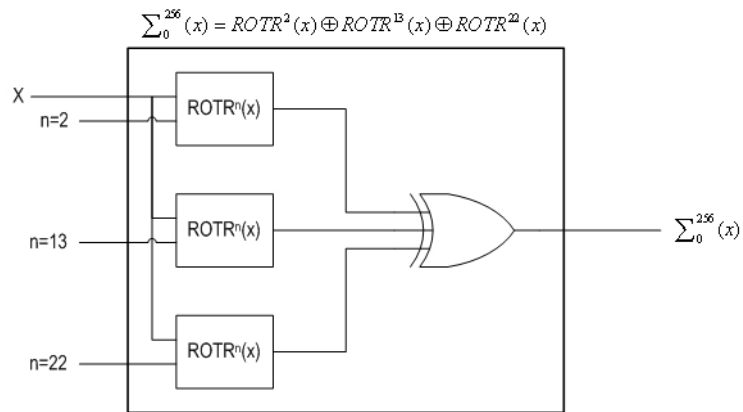 ∑₀²⁵⁶(x) = ROTR²(x) ⊕ ROTR¹³(x) ⊕ ROTR²²(x)
X
ROTRⁿ(x)
n=2
ROTRⁿ(x)
n=13
∑₀²⁵⁶(x)
ROTRⁿ(x)
n=22